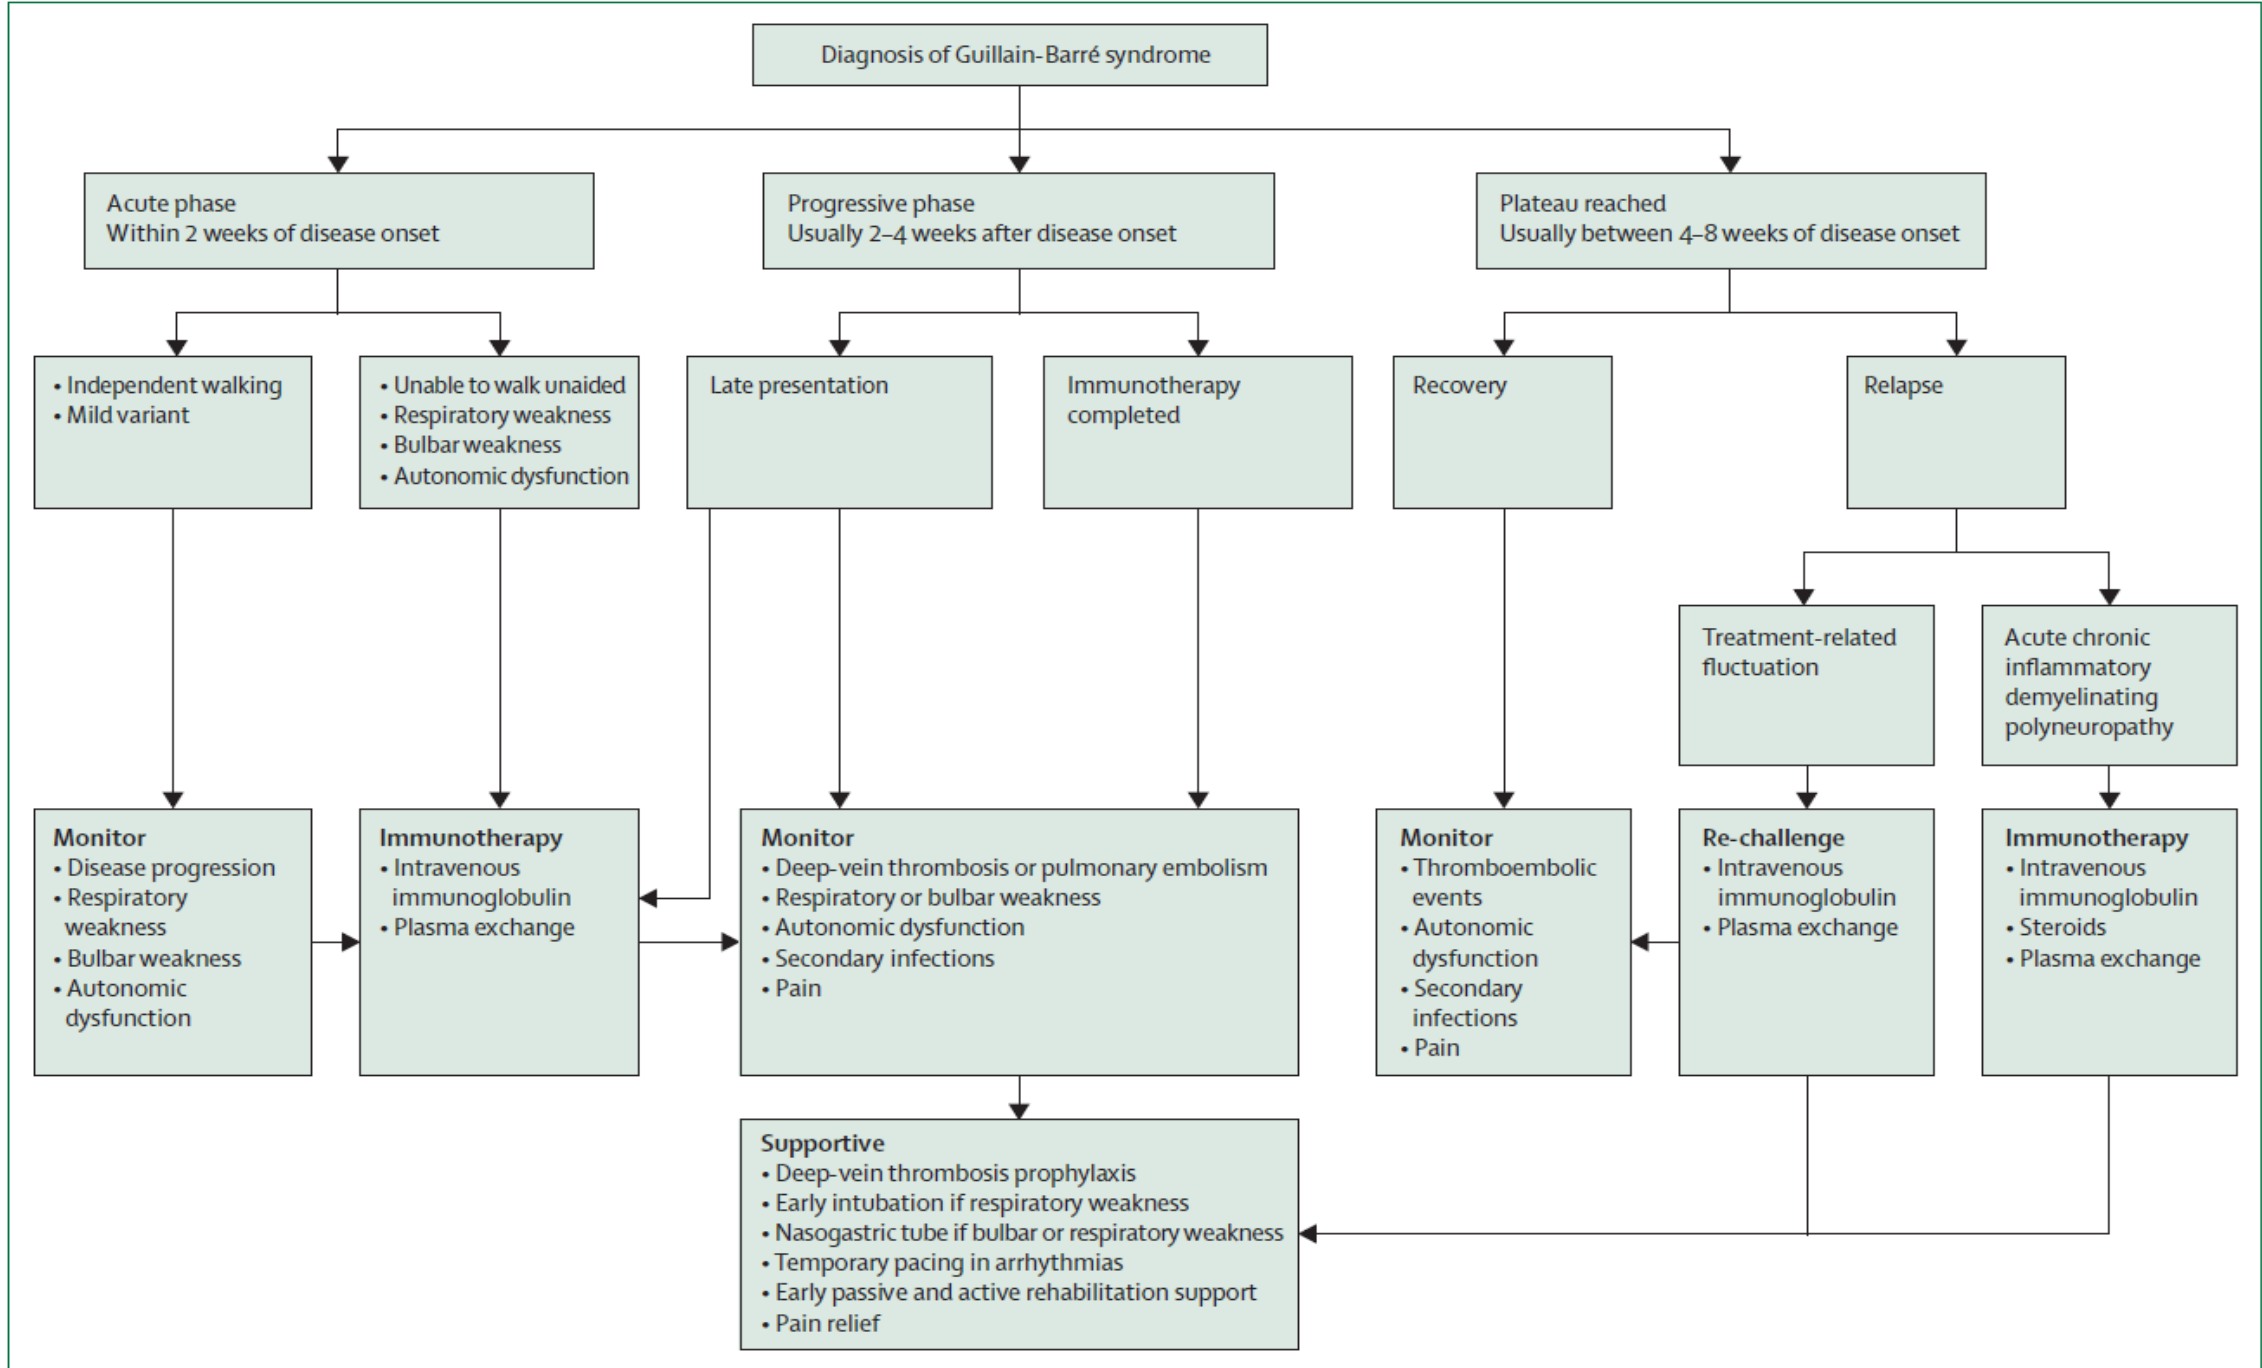 Diagnosis of Guillain-Barré syndrome
Acute phase
Within 2 weeks of disease onset
Progressive phase
Usually 2–4 weeks after disease onset
Plateau reached
Usually between 4–8 weeks of disease onset
• Independent walking
• Mild variant
• Unable to walk unaided
• Respiratory weakness
• Bulbar weakness
• Autonomic dysfunction
Late presentation
Immunotherapy
completed
Recovery
Relapse
Treatment-related
fluctuation
Acute chronic
inflammatory
demyelinating
polyneuropathy
Monitor
• Disease progression
• Respiratory
weakness
• Bulbar weakness
• Autonomic
dysfunction
Immunotherapy
• Intravenous
immunoglobulin
• Plasma exchange
Monitor
• Deep-vein thrombosis or pulmonary embolism
• Respiratory or bulbar weakness
• Autonomic dysfunction
• Secondary infections
• Pain
Monitor
• Thromboembolic
events
• Autonomic
dysfunction
• Secondary
infections
• Pain
Re-challenge
• Intravenous
immunoglobulin
• Plasma exchange
Immunotherapy
• Intravenous
immunoglobulin
• Steroids
• Plasma exchange
Supportive
• Deep-vein thrombosis prophylaxis
• Early intubation if respiratory weakness
• Nasogastric tube if bulbar or respiratory weakness
• Temporary pacing in arrhythmias
• Early passive and active rehabilitation support
• Pain relief